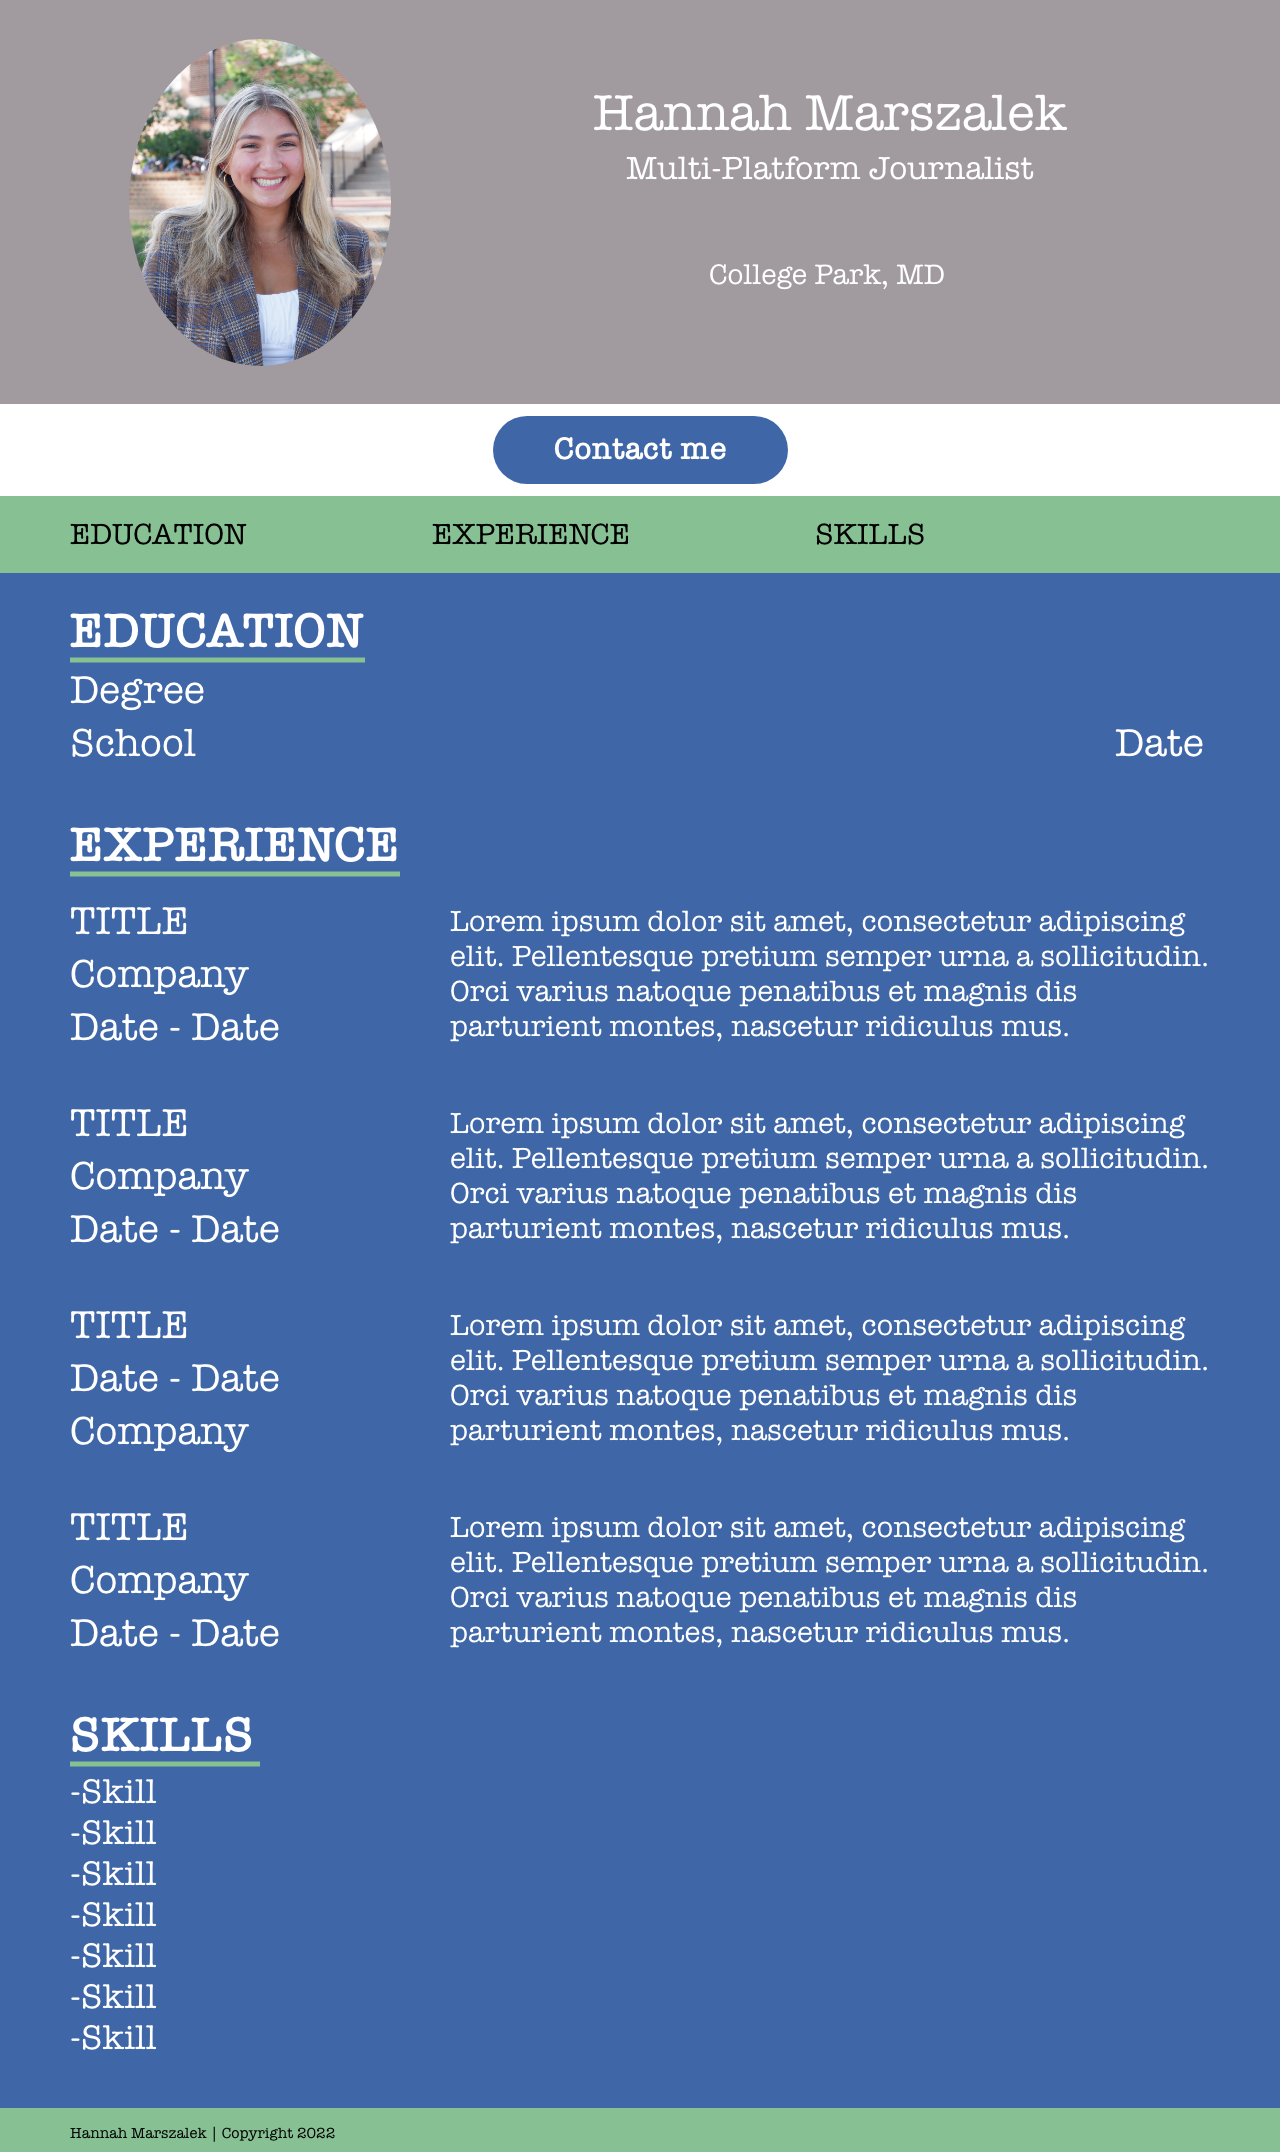 Hannah Marszalek
Multi-Platform Journalist
College Park, MD
Contact me
EDUCATION
EXPERIENCE
SKILLS
EDUCATION
Degree
School
Date
EXPERIENCE
TITLE
Company
Date - Date
Lorem ipsum dolor sit amet, consectetur adipiscing
elit. Pellentesque pretium semper urna a sollicitudin.
Orci varius natoque penatibus et magnis dis
parturient montes, nascetur ridiculus mus.
TITLE
Company
Date - Date
Lorem ipsum dolor sit amet, consectetur adipiscing
elit. Pellentesque pretium semper urna a sollicitudin.
Orci varius natoque penatibus et magnis dis
parturient montes, nascetur ridiculus mus.
TITLE
Date - Date
Company
Lorem ipsum dolor sit amet, consectetur adipiscing
elit. Pellentesque pretium semper urna a sollicitudin.
Orci varius natoque penatibus et magnis dis
parturient montes, nascetur ridiculus mus.
TITLE
Company
Date - Date
Lorem ipsum dolor sit amet, consectetur adipiscing
elit. Pellentesque pretium semper urna a sollicitudin.
Orci varius natoque penatibus et magnis dis
parturient montes, nascetur ridiculus mus.
SKILLS
-Skill
-Skill
-Skill
-Skill
-Skill
-Skill
-Skill
Hannah Marszalek | Copyright 2022